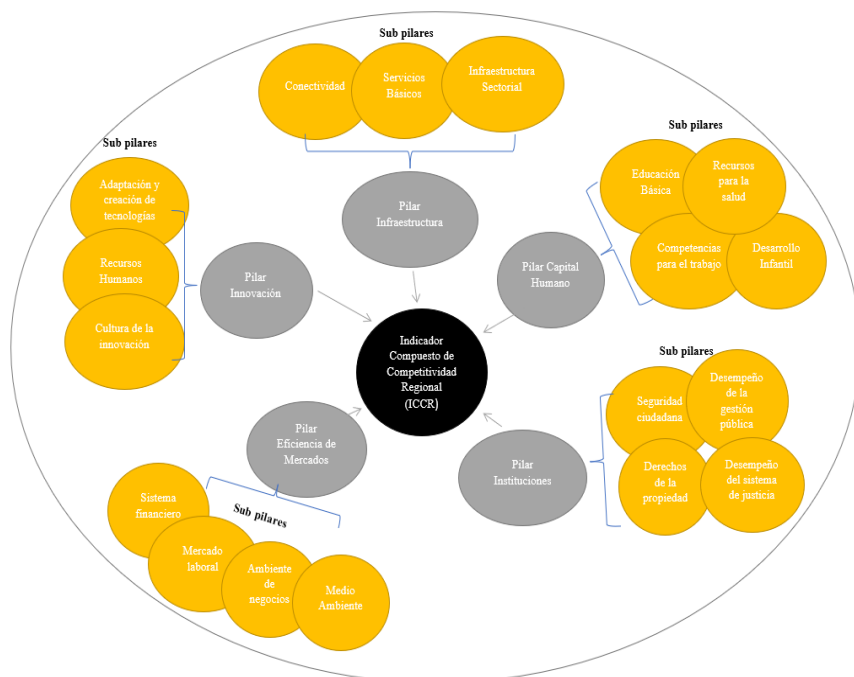 Sub pilares
Conectividad
Servicios
Básicos
Infraestructura
Sectorial
Sub pilares
Adaptación y
creación de
tecnologías
Recursos
Humanos
Cultura de la
innovación
Pilar
Innovación
Pilar
Infraestructura
Sub pilares
Educación
Básica
Recursos
para la
salud
Competencias
para el trabajo
Desarrollo
Infantil
Pilar Capital
Humano
Indicador
Compuesto de
Competitividad
Regional
(ICCR)
Sub pilares
Seguridad
ciudadana
Desempeño
de la
gestión
pública
Derechos
de la
propiedad
Desempeño
del sistema
de justicia
Pilar
Instituciones
Pilar
Eficiencia de
Mercados
Sub pilares
Sistema
financiero
Mercado
laboral
Ambiente
de
negocios
Medio
Ambiente